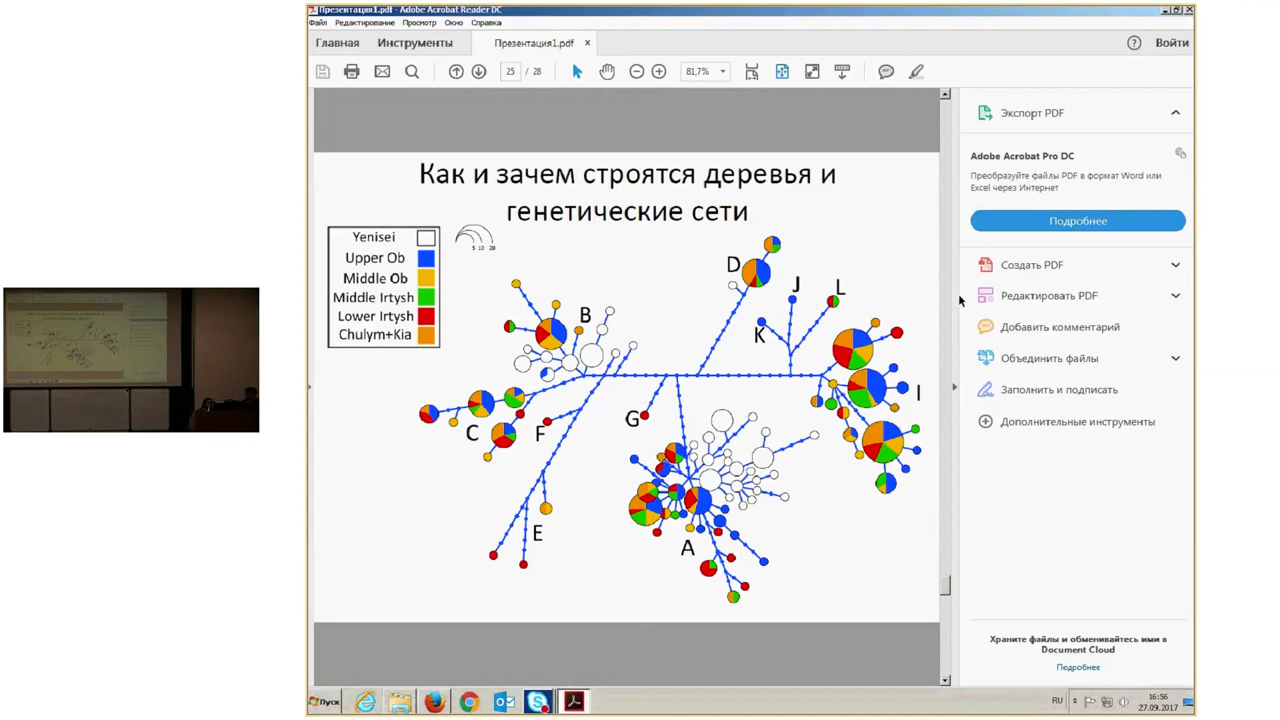 Презентация1.pdf - Adobe Acrobat Reader DC
Файл Редактирование Просмотр Окно Справка
Главная Инструменты Презентация1.pdf × Войти
25 / 28 81,7%
Экспорт PDF
Adobe Acrobat Pro DC
Преобразуйте файлы PDF в формат Word или
Excel через Интернет
Подробнее
Создать PDF
Редактировать PDF
Добавить комментарий
Объединить файлы
Заполнить и подписать
Дополнительные инструменты
Храните файлы и обменивайтесь ими в
Document Cloud
Подробнее
Как и зачем строятся деревья и
генетические сети
Yenisei
Upper Ob
Middle Ob
Middle Irtysh
Lower Irtysh
Chulym+Kia
5 10 20
D
J
L
B
K
I
C
F
G
E
A
Пуск
RU
16:56
27.09.2017